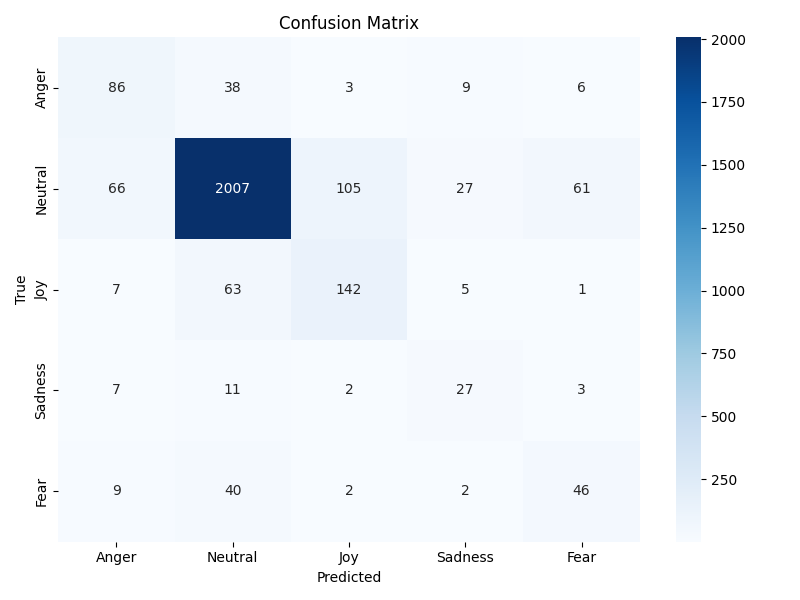 Confusion Matrix
True
Anger 86 38 3 9 6
Neutral 66 2007 105 27 61
Joy 7 63 142 5 1
Sadness 7 11 2 27 3
Fear 9 40 2 2 46
Anger Neutral Joy Sadness Fear
Predicted
2000
1750
1500
1250
1000
750
500
250